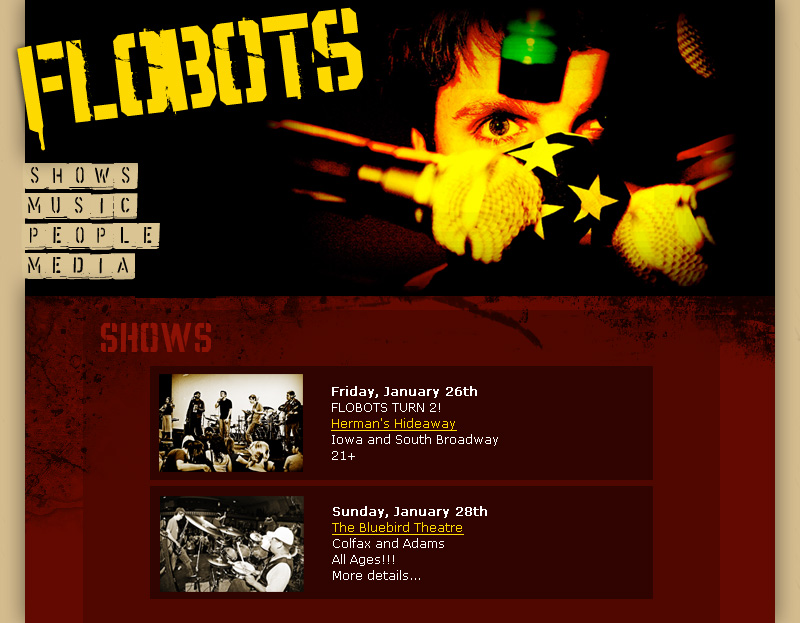 FLOBOTS
SHOWS
MUSIC
PEOPLE
MEDIA
SHOWS
Friday, January 26th
FLOBOTS TURN 2!
Herman's Hideaway
Iowa and South Broadway
21+
Sunday, January 28th
The Bluebird Theatre
Colfax and Adams
All Ages!!!
More details...